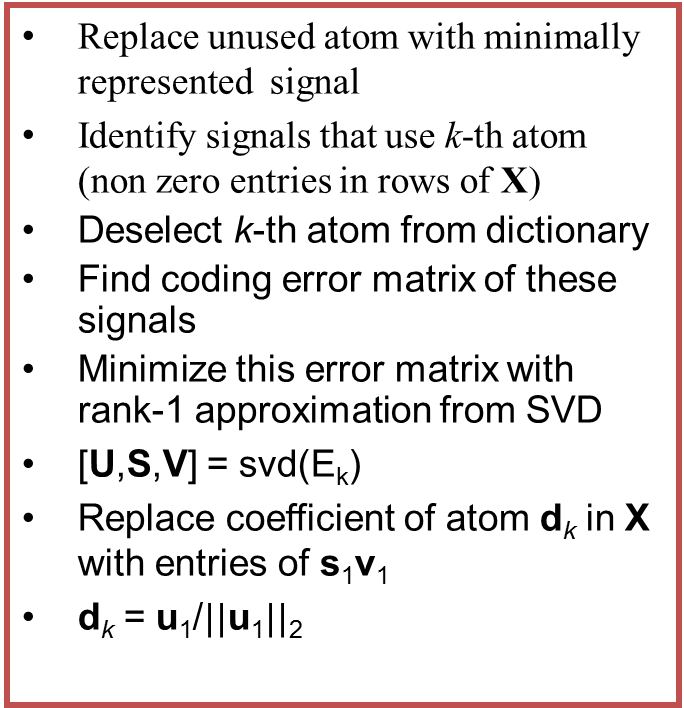 • Replace unused atom with minimally
represented signal
• Identify signals that use k-th atom
(non zero entries in rows of X)
• Deselect k-th atom from dictionary
• Find coding error matrix of these
signals
• Minimize this error matrix with
rank-1 approximation from SVD
• [U,S,V] = svd(Eₖ)
• Replace coefficient of atom dₖ in X
with entries of s₁v₁
• dₖ = u₁/||u₁||₂